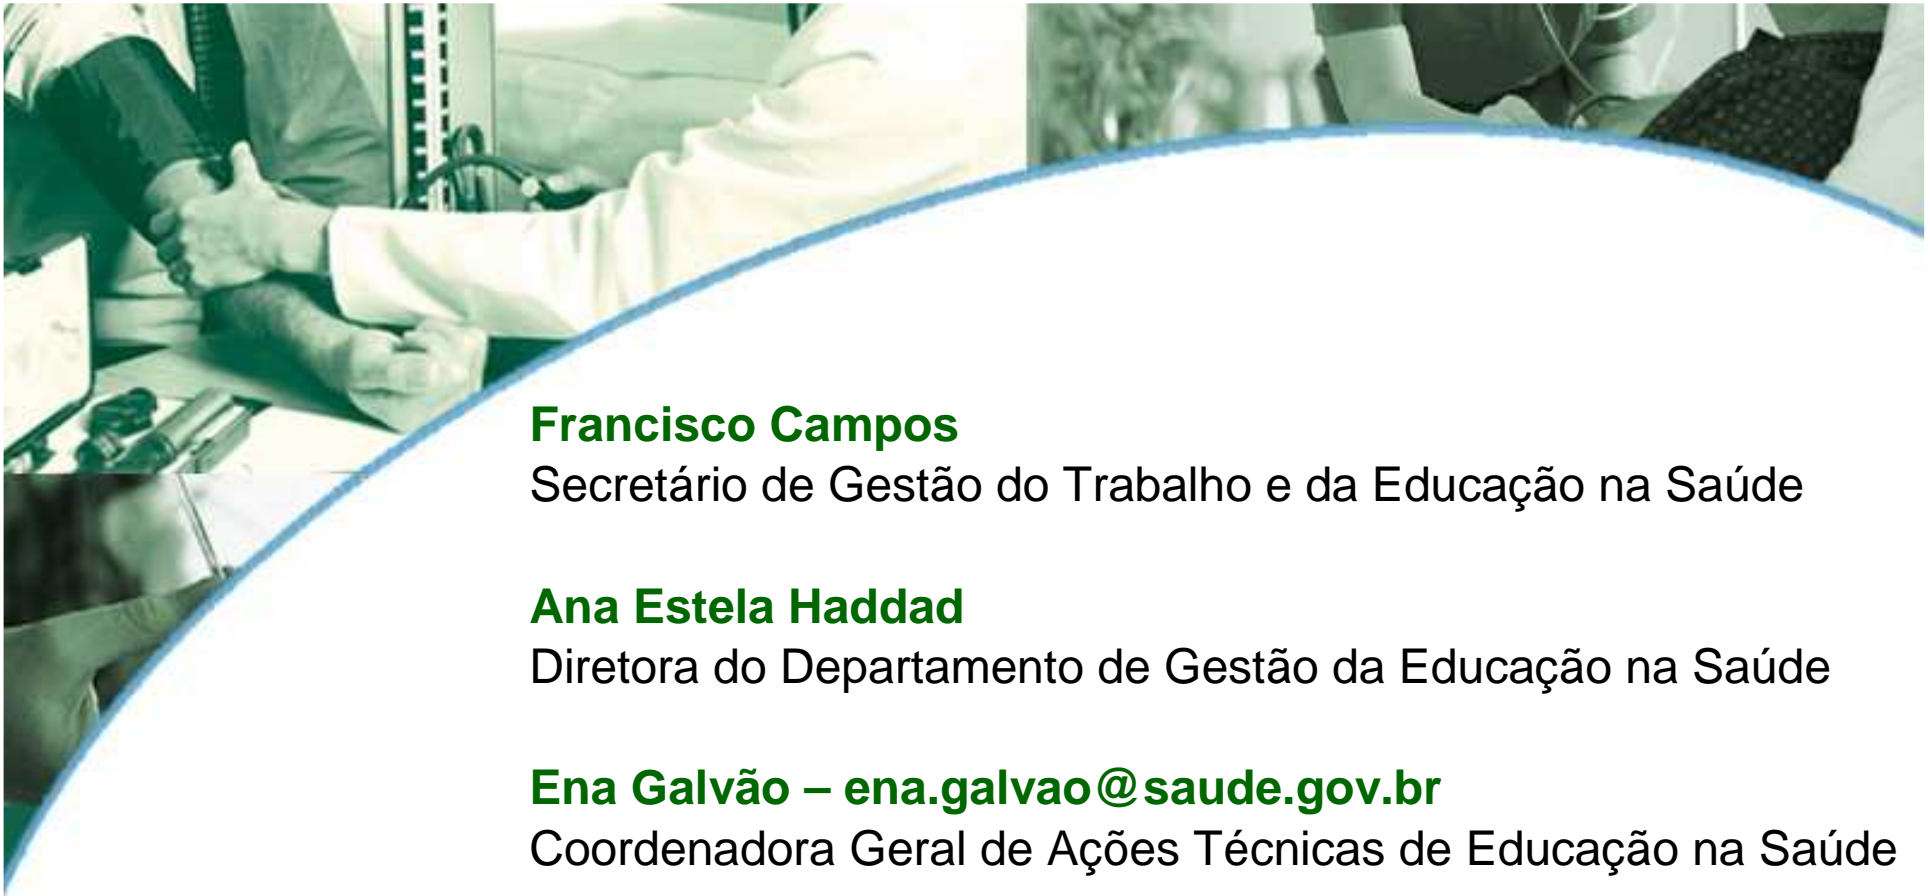 Francisco Campos
Secretário de Gestão do Trabalho e da Educação na Saúde
Ana Estela Haddad
Diretora do Departamento de Gestão da Educação na Saúde
Ena Galvão – ena.galvao@saude.gov.br
Coordenadora Geral de Ações Técnicas de Educação na Saúde